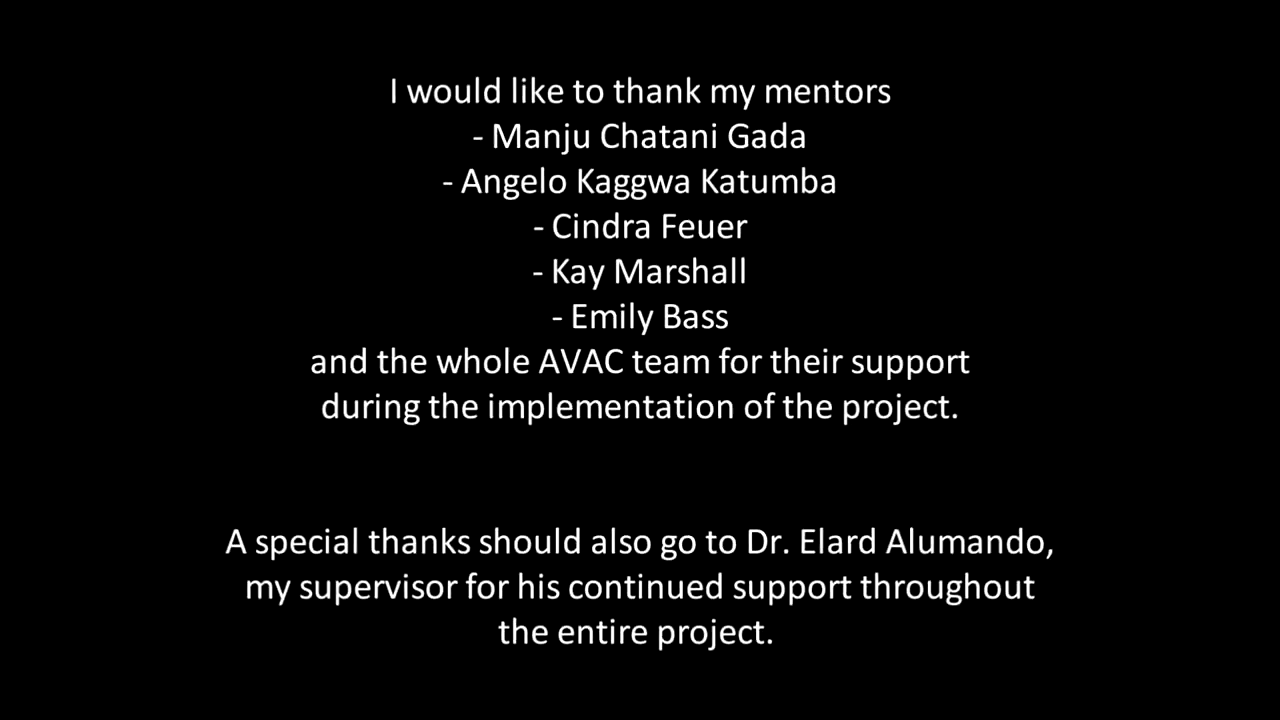 I would like to thank my mentors
- Manju Chatani Gada
- Angelo Kaggwa Katumba
- Cindra Feuer
- Kay Marshall
- Emily Bass
and the whole AVAC team for their support
during the implementation of the project.
A special thanks should also go to Dr. Elard Alumando,
my supervisor for his continued support throughout
the entire project.